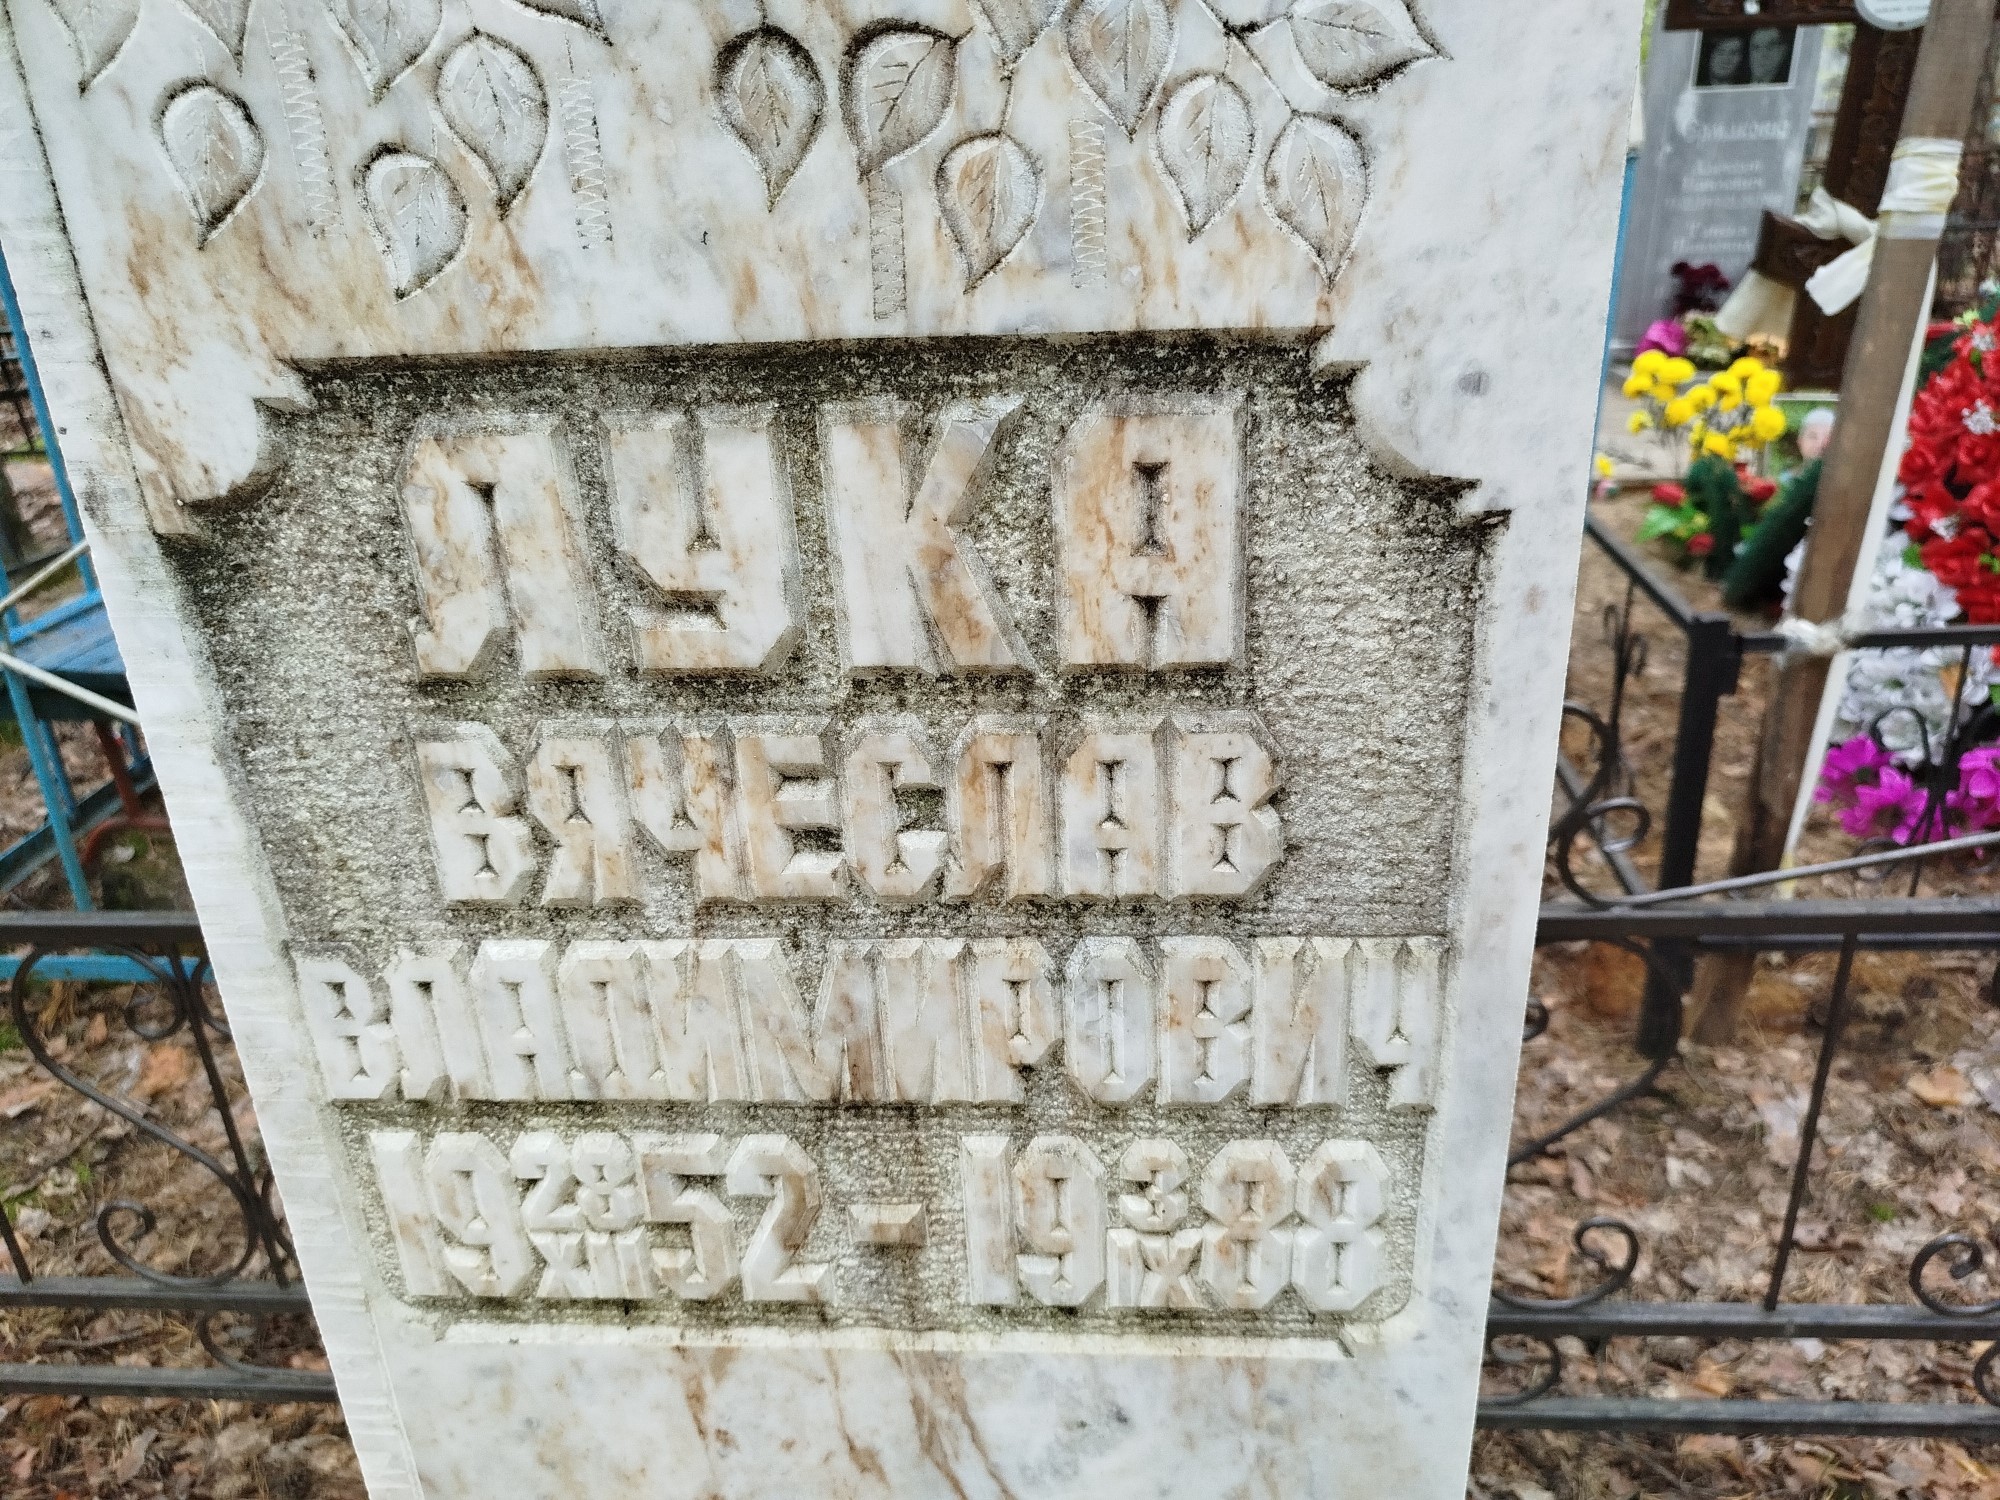 ЛУКА
ВЯЧЕСЛАВ
ВЛАДИМИРОВИЧ
19 28/XII 52 - 19 3/IX 88